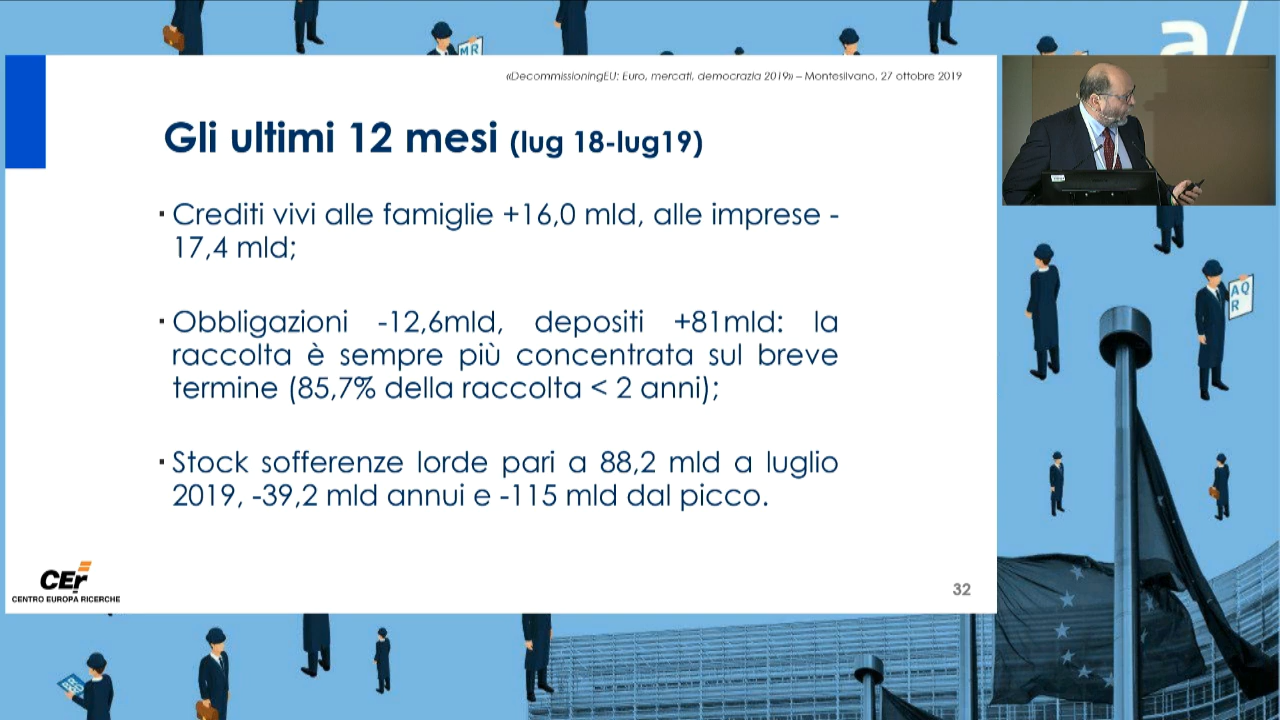 a/
MR
«DecommissioningEU: Euro, mercati, democrazia 2019» – Montesilvano, 27 ottobre 2019
Gli ultimi 12 mesi (lug 18-lug19)
▪ Crediti vivi alle famiglie +16,0 mld, alle imprese -
17,4 mld;
▪ Obbligazioni -12,6mld, depositi +81mld: la
raccolta è sempre più concentrata sul breve
termine (85,7% della raccolta < 2 anni);
▪ Stock sofferenze lorde pari a 88,2 mld a luglio
2019, -39,2 mld annui e -115 mld dal picco.
CEr
CENTRO EUROPA RICERCHE
32
AQ
R